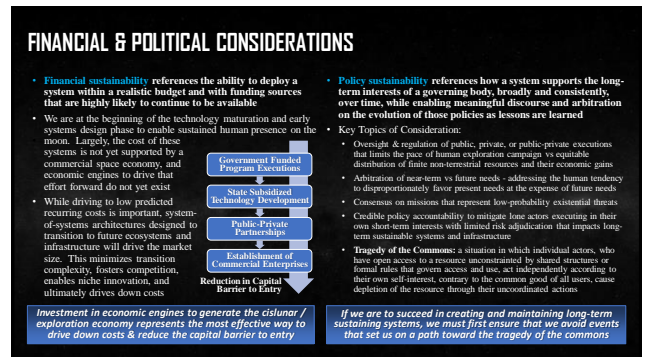 FINANCIAL & POLITICAL CONSIDERATIONS
• Financial sustainability references the ability to deploy a
system within a realistic budget and with funding sources
that are highly likely to continue to be available
• We are at the beginning of the technology maturation and early
systems design phase to enable sustained human presence on the
moon. Largely, the cost of these
systems is not yet supported by a
commercial space economy, and
economic engines to drive that
effort forward do not yet exist
• While driving to low predicted
recurring costs is important, system-
of-systems architectures designed to
transition to future ecosystems and
infrastructure will drive the market
size. This minimizes transition
complexity, fosters competition,
enables niche innovation, and
ultimately drives down costs
Government Funded
Program Executions
State Subsidized
Technology Development
Public-Private
Partnerships
Establishment of
Commercial Enterprises
Reduction in Capital
Barrier to Entry
Investment in economic engines to generate the cislunar /
exploration economy represents the most effective way to
drive down costs & reduce the capital barrier to entry
• Policy sustainability references how a system supports the long-
term interests of a governing body, broadly and consistently,
over time, while enabling meaningful discourse and arbitration
on the evolution of those policies as lessons are learned
• Key Topics of Consideration:
• Oversight & regulation of public, private, or public-private executions
that limits the pace of human exploration campaign vs equitable
distribution of finite non-terrestrial resources and their economic gains
• Arbitration of near-term vs future needs - addressing the human tendency
to disproportionately favor present needs at the expense of future needs
• Consensus on missions that represent low-probability existential threats
• Credible policy accountability to mitigate lone actors executing in their
own short-term interests with limited risk adjudication that impacts long-
term sustainable systems and infrastructure
• Tragedy of the Commons: a situation in which individual actors, who
have open access to a resource unconstrained by shared structures or
formal rules that govern access and use, act independently according to
their own self-interest, contrary to the common good of all users, cause
depletion of the resource through their uncoordinated actions
If we are to succeed in creating and maintaining long-term
sustaining systems, we must first ensure that we avoid events
that set us on a path toward the tragedy of the commons